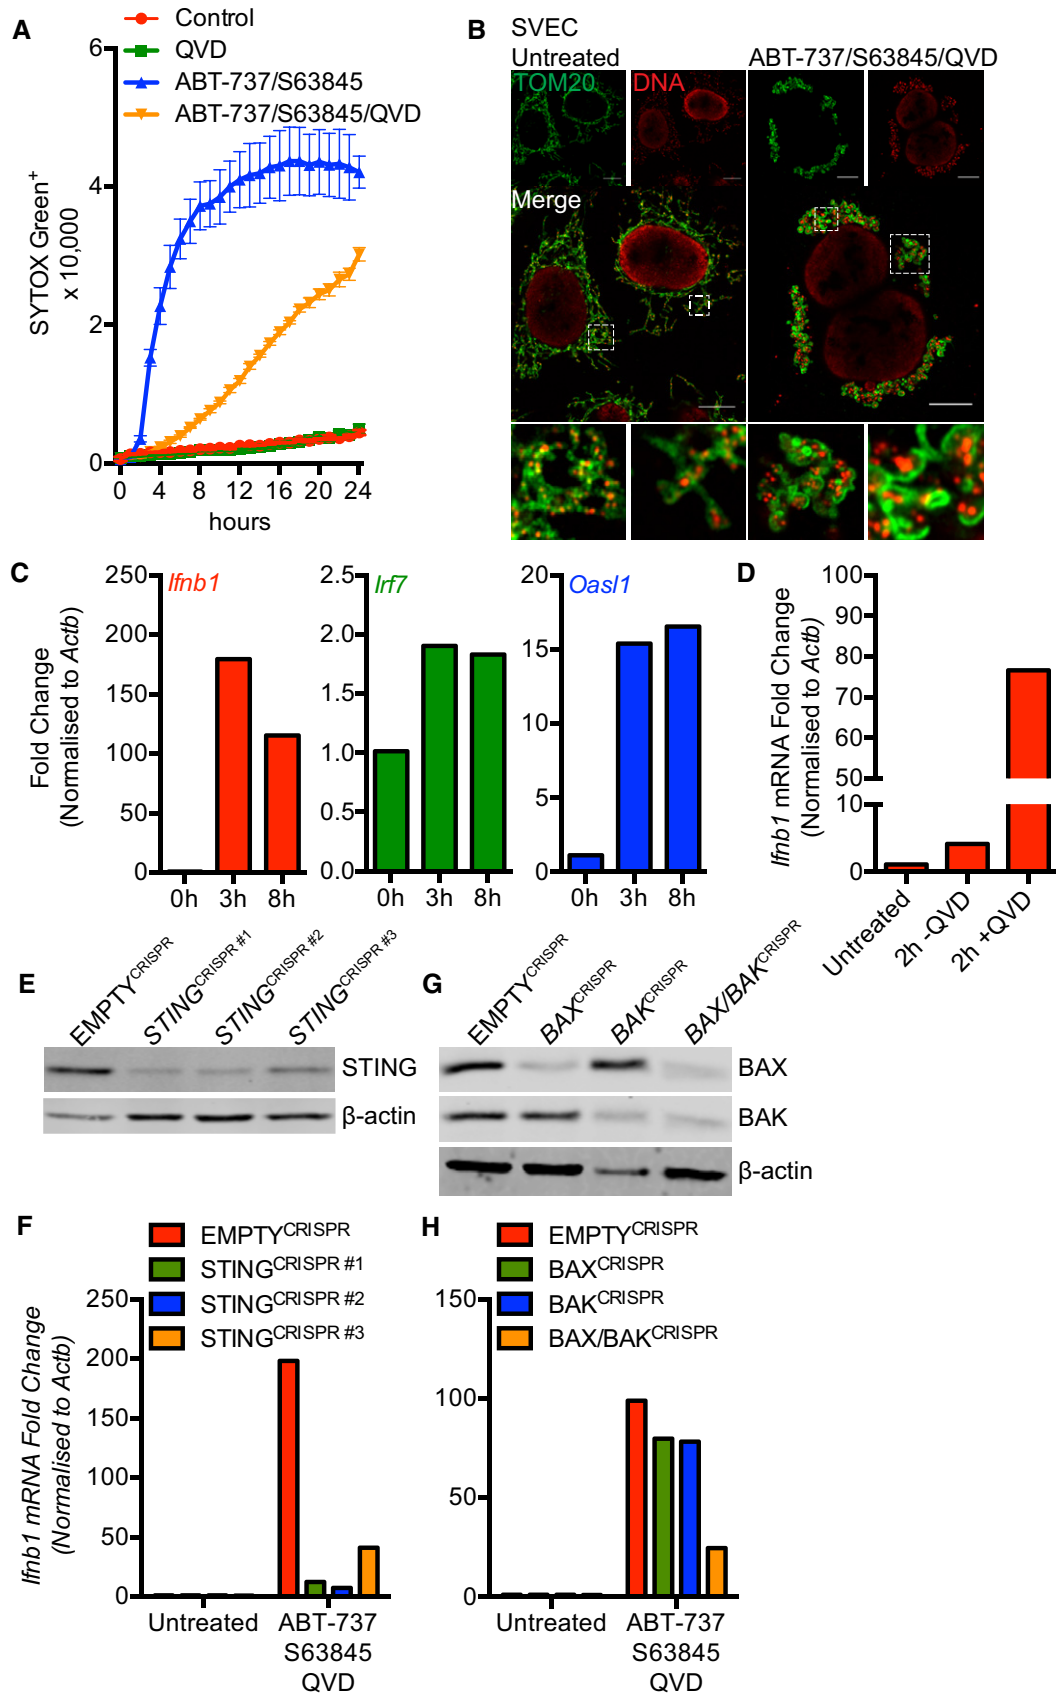 A
Control
QVD
ABT-737/S63845
ABT-737/S63845/QVD
SYTOX Green+
x 10,000
6
4
2
0
0 4 8 12 16 20 24
hours
B
SVEC
Untreated
ABT-737/S63845/QVD
TOM20
DNA
Merge
C
Fold Change
(Normalised to Actb)
250
200
150
100
50
0
Ifnb1
0h 3h 8h
2.5
2.0
1.5
1.0
0.5
0.0
Irf7
0h 3h 8h
20
15
10
5
0
Oasl1
0h 3h 8h
D
Ifnb1 mRNA Fold Change
(Normalised to Actb)
100
90
80
70
60
50
10
0
Untreated
2h -QVD
2h +QVD
E
EMPTYCRISPR
STINGCRISPR #1
STINGCRISPR #2
STINGCRISPR #3
STING
β-actin
G
EMPTYCRISPR
BAXCRISPR
BAKCRISPR
BAX/BAKCRISPR
BAX
BAK
β-actin
F
EMPTYCRISPR
STINGCRISPR #1
STINGCRISPR #2
STINGCRISPR #3
Ifnb1 mRNA Fold Change
(Normalised to Actb)
250
200
150
100
50
0
Untreated
ABT-737
S63845
QVD
H
EMPTYCRISPR
BAXCRISPR
BAKCRISPR
BAX/BAKCRISPR
150
100
50
0
Untreated
ABT-737
S63845
QVD